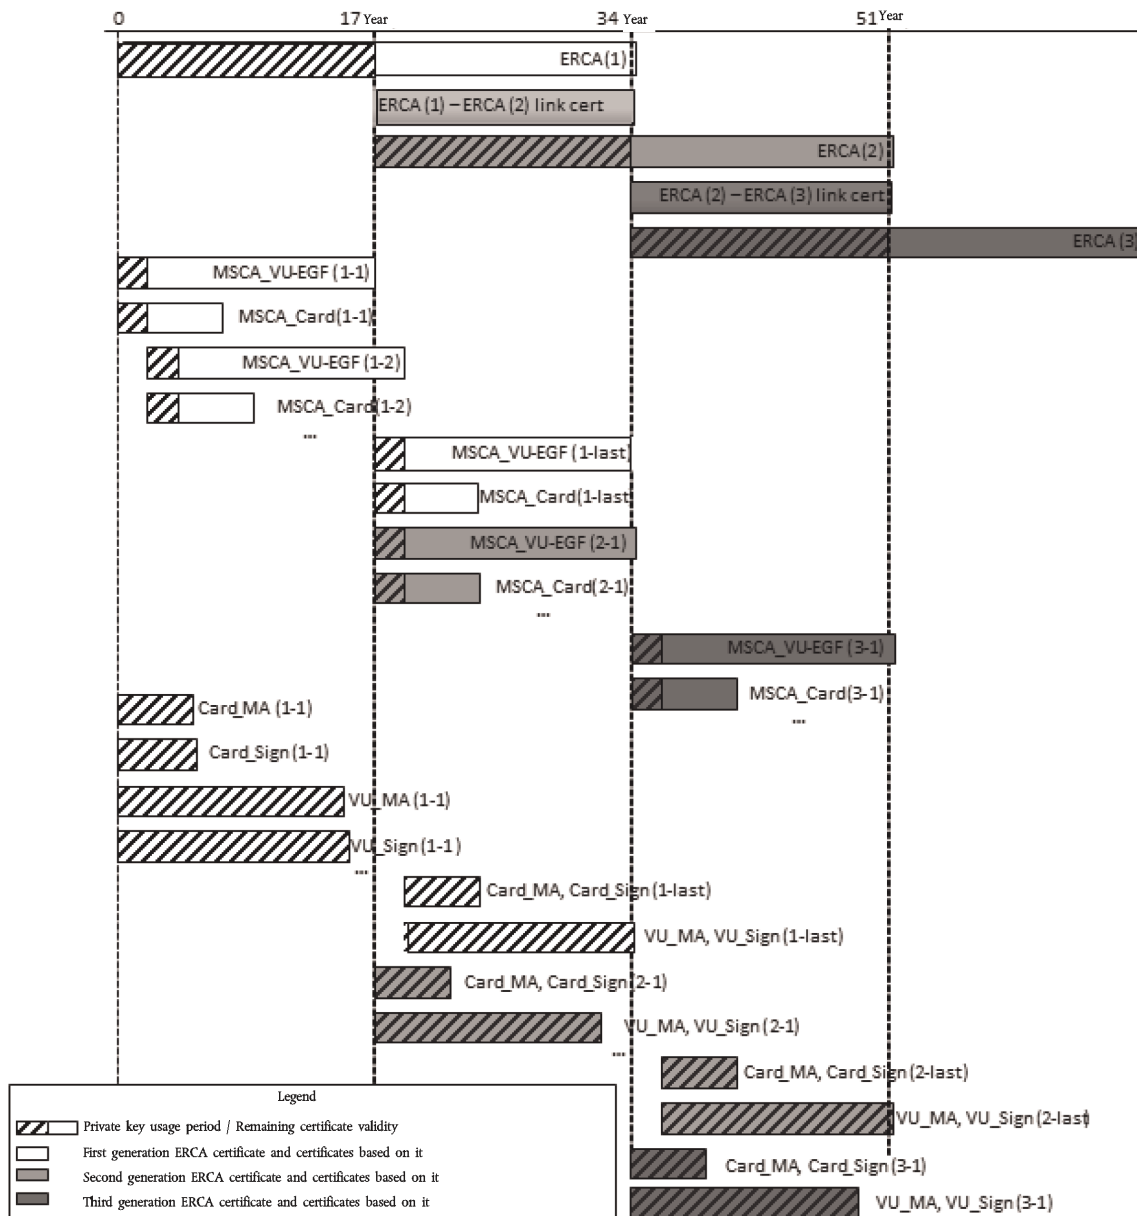 0 17 Year 34 Year 51 Year
ERCA (1)
ERCA (1) – ERCA (2) link cert
ERCA (2)
ERCA (2) – ERCA (3) link cert
ERCA (3)
MSCA_VU-EGF (1-1)
MSCA_Card(1-1)
MSCA_VU-EGF (1-2)
MSCA_Card(1-2)
...
MSCA_VU-EGF (1-last)
MSCA_Card(1-last
MSCA_VU-EGF (2-1)
MSCA_Card(2-1)
...
MSCA_VU-EGF (3-1)
MSCA_Card(3-1)
...
Card_MA (1-1)
Card_Sign (1-1)
VU_MA (1-1)
VU_Sign (1-1)
...
Card_MA, Card_Sign (1-last)
VU_MA, VU_Sign (1-last)
Card_MA, Card_Sign (2-1)
VU_MA, VU_Sign (2-1)
...
Card_MA, Card_Sign (2-last)
VU_MA, VU_Sign (2-last)
Card_MA, Card_Sign (3-1)
VU_MA, VU_Sign (3-1)
Legend
Private key usage period / Remaining certificate validity
First generation ERCA certificate and certificates based on it
Second generation ERCA certificate and certificates based on it
Third generation ERCA certificate and certificates based on it